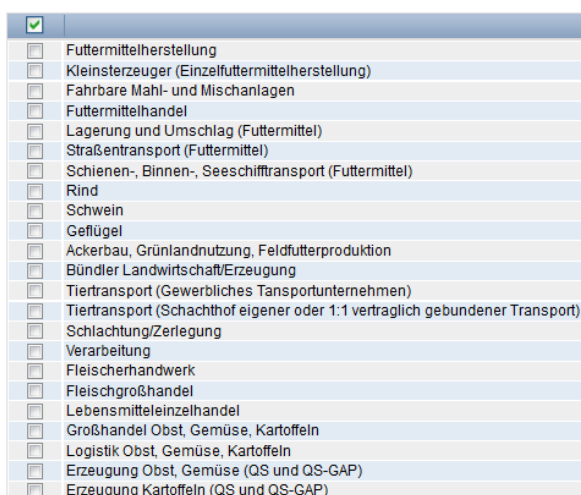 Futtermittelherstellung
Kleinsterzeuger (Einzelfuttermittelherstellung)
Fahrbare Mahl- und Mischanlagen
Futtermittelhandel
Lagerung und Umschlag (Futtermittel)
Straßentransport (Futtermittel)
Schienen-, Binnen-, Seeschifftransport (Futtermittel)
Rind
Schwein
Geflügel
Ackerbau, Grünlandnutzung, Feldfutterproduktion
Bündler Landwirtschaft/Erzeugung
Tiertransport (Gewerbliches Tansportunternehmen)
Tiertransport (Schachthof eigener oder 1:1 vertraglich gebundener Transport)
Schlachtung/Zerlegung
Verarbeitung
Fleischerhandwerk
Fleischgroßhandel
Lebensmitteleinzelhandel
Großhandel Obst, Gemüse, Kartoffeln
Logistik Obst, Gemüse, Kartoffeln
Erzeugung Obst, Gemüse (QS und QS-GAP)
Erzeugung Kartoffeln (QS und QS-GAP)